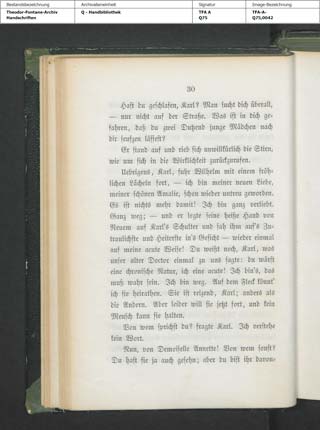 Bestandsbezeichnung Archivalieneinheit Signatur Image-Bezeichnung
Theodor-Fontane-Archiv Q - Handbibliothek TFA A TFA-A-
Handschriften Q75 Q75,0042
30
Hast du geschlafen, Karl? Man sucht dich überall,
— nur nicht auf der Straße. Was ist in dich ge-
fahren, daß du zwei Dutzend junge Mädchen nach
dir seufzen lässest?
Er stand auf und rieb sich unwillkürlich die Stirn,
wie um sich in die Wirklichkeit zurückzurufen.
Uebrigens, Karl, fuhr Wilhelm mit einem fröh-
lichen Lächeln fort, — ich bin meiner neuen Liebe,
meiner schönen Amalie, schon wieder untreu geworden.
Es ist nichts mehr damit! Ich bin ganz verliebt.
Ganz weg; — und er legte seine heiße Hand von
Neuem auf Karl's Schulter und sah ihm auf's Zu-
traulichste und Heiterste in's Gesicht — wieder einmal
auf meine acute Weise! Du weißt noch, Karl, was
unser alter Doctor einmal zu uns sagte: du wärst
eine chronische Natur, ich eine acute! Ich bin's, das
muß wahr sein. Ich bin weg. Auf dem Fleck könnt'
ich sie heirathen. Sie ist reizend, Karl; anders als
die Andern. Aber leider will sie jetzt fort, und kein
Mensch kann sie halten.
Von wem sprichst du? fragte Karl. Ich verstehe
kein Wort.
Nun, von Demoiselle Annette! Von wem sonst?
Du hast sie ja auch gesehn; aber du bist ihr davon-